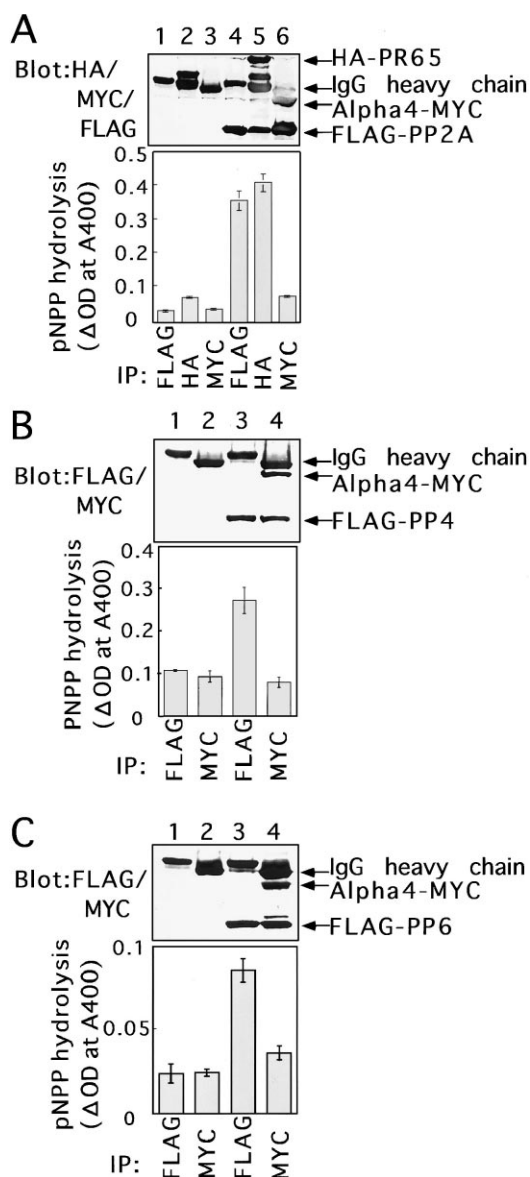 A
1 2 3 4 5 6
Blot:HA/
MYC/
FLAG
HA-PR65
IgG heavy chain
Alpha4-MYC
FLAG-PP2A
pNPP hydrolysis
(ΔOD at A400)
0.5
0.4
0.3
0.2
0.1
0
IP: FLAG HA MYC FLAG HA MYC
B
1 2 3 4
Blot:FLAG/
MYC
IgG heavy chain
Alpha4-MYC
FLAG-PP4
PNPP hydrolysis
(ΔOD at A400)
0.4
0.3
0.2
0.1
0
IP: FLAG MYC FLAG MYC
C
1 2 3 4
Blot:FLAG/
MYC
IgG heavy chain
Alpha4-MYC
FLAG-PP6
pNPP hydrolysis
(ΔOD at A400)
0.1
0.05
0
IP: FLAG MYC FLAG MYC